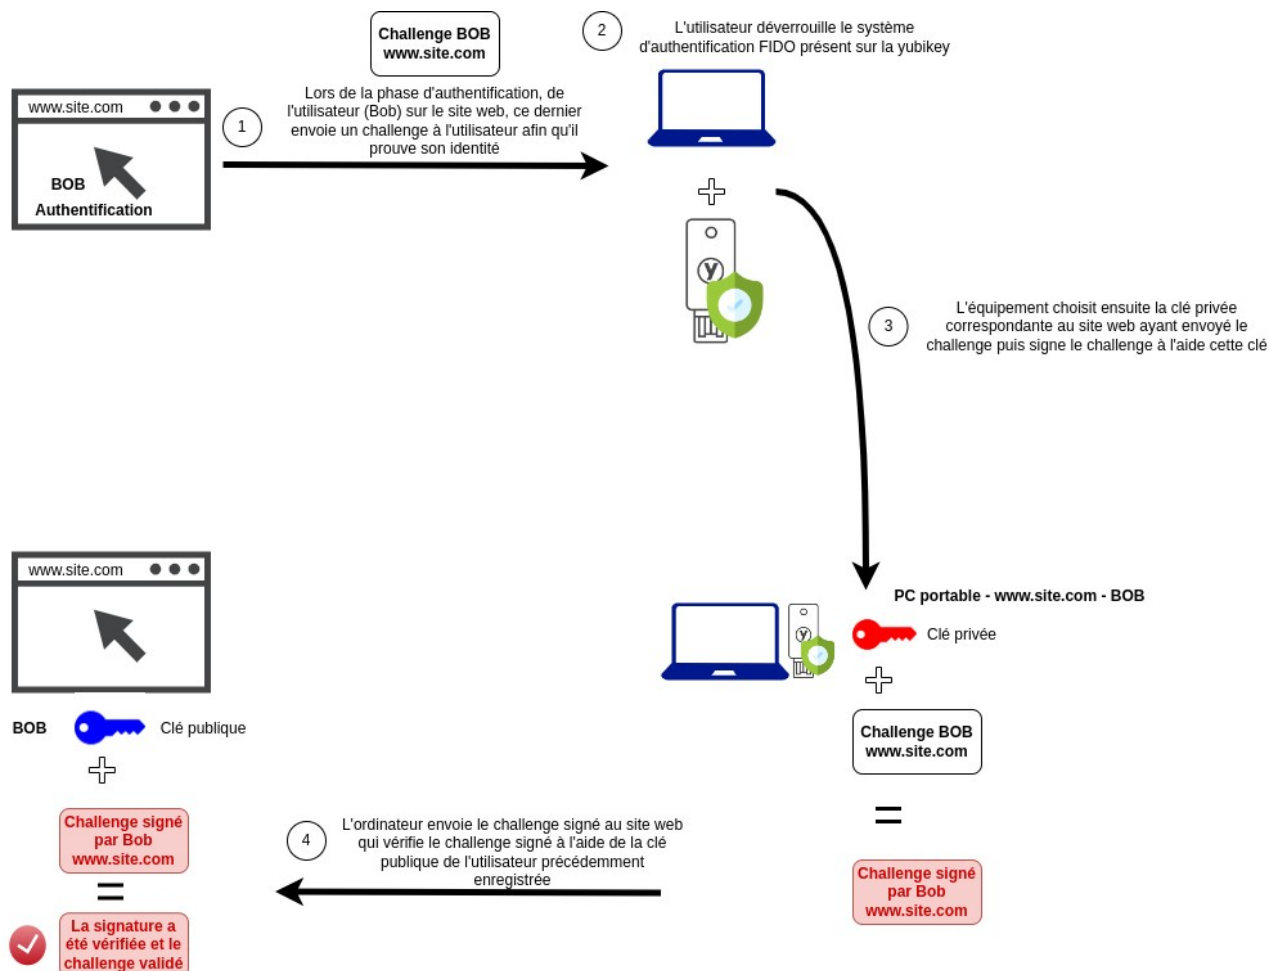 Challenge BOB
www.site.com
2
L'utilisateur déverrouille le système
d'authentification FIDO présent sur la yubikey
www.site.com
BOB
Authentification
1
Lors de la phase d'authentification, de
l'utilisateur (Bob) sur le site web, ce dernier
envoie un challenge à l'utilisateur afin qu'il
prouve son identité
y
3
L'équipement choisit ensuite la clé privée
correspondante au site web ayant envoyé le
challenge puis signe le challenge à l'aide cette clé
PC portable - www.site.com - BOB
y
Clé privée
Challenge BOB
www.site.com
Challenge signé
par Bob
www.site.com
4
L'ordinateur envoie le challenge signé au site web
qui vérifie le challenge signé à l'aide de la clé
publique de l'utilisateur précédemment
enregistrée
www.site.com
BOB
Clé publique
Challenge signé
par Bob
www.site.com
La signature a
été vérifiée et le
challenge validé